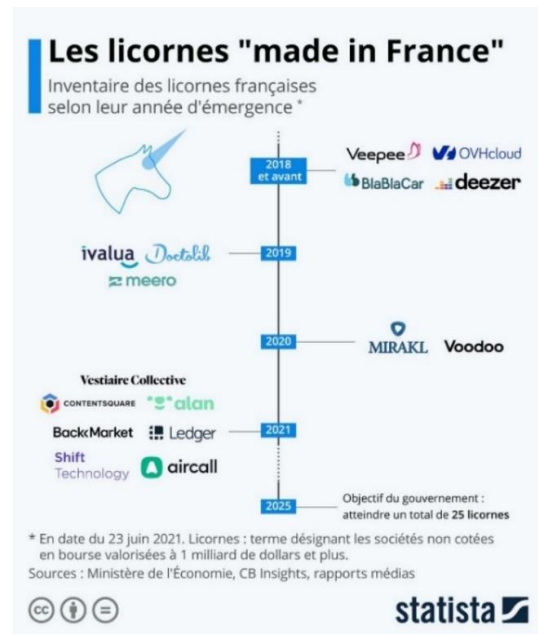 Les licornes "made in France"
Inventaire des licornes françaises
selon leur année d'émergence *
2018
et avant
Veepee OVHcloud
BlaBlaCar deezer
ivalua Doctolib
meero
2019
2020
MIRAKL Voodoo
Vestiaire Collective
CONTENTSQUARE alan
BackMarket Ledger
2021
Shift
Technology
aircall
2025
Objectif du gouvernement :
atteindre un total de 25 licornes
* En date du 23 juin 2021. Licornes : terme désignant les sociétés non cotées
en bourse valorisées à 1 milliard de dollars et plus.
Sources : Ministère de l'Économie, CB Insights, rapports médias
cc
statista